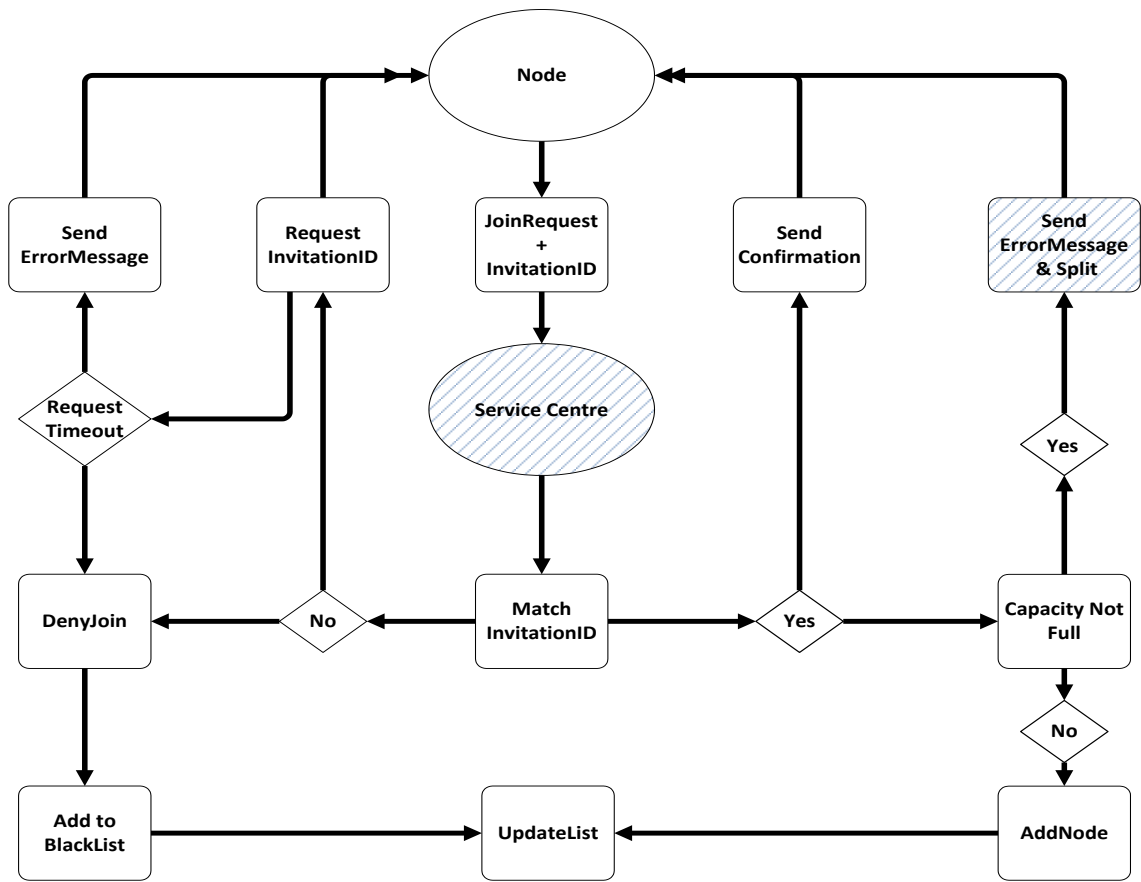 Node
Send
ErrorMessage
Request
InvitationID
JoinRequest
+
InvitationID
Send
Confirmation
Send
ErrorMessage
& Split
Request
Timeout
Service Centre
Yes
DenyJoin
No
Match
InvitationID
Yes
Capacity Not
Full
No
Add to
BlackList
UpdateList
AddNode